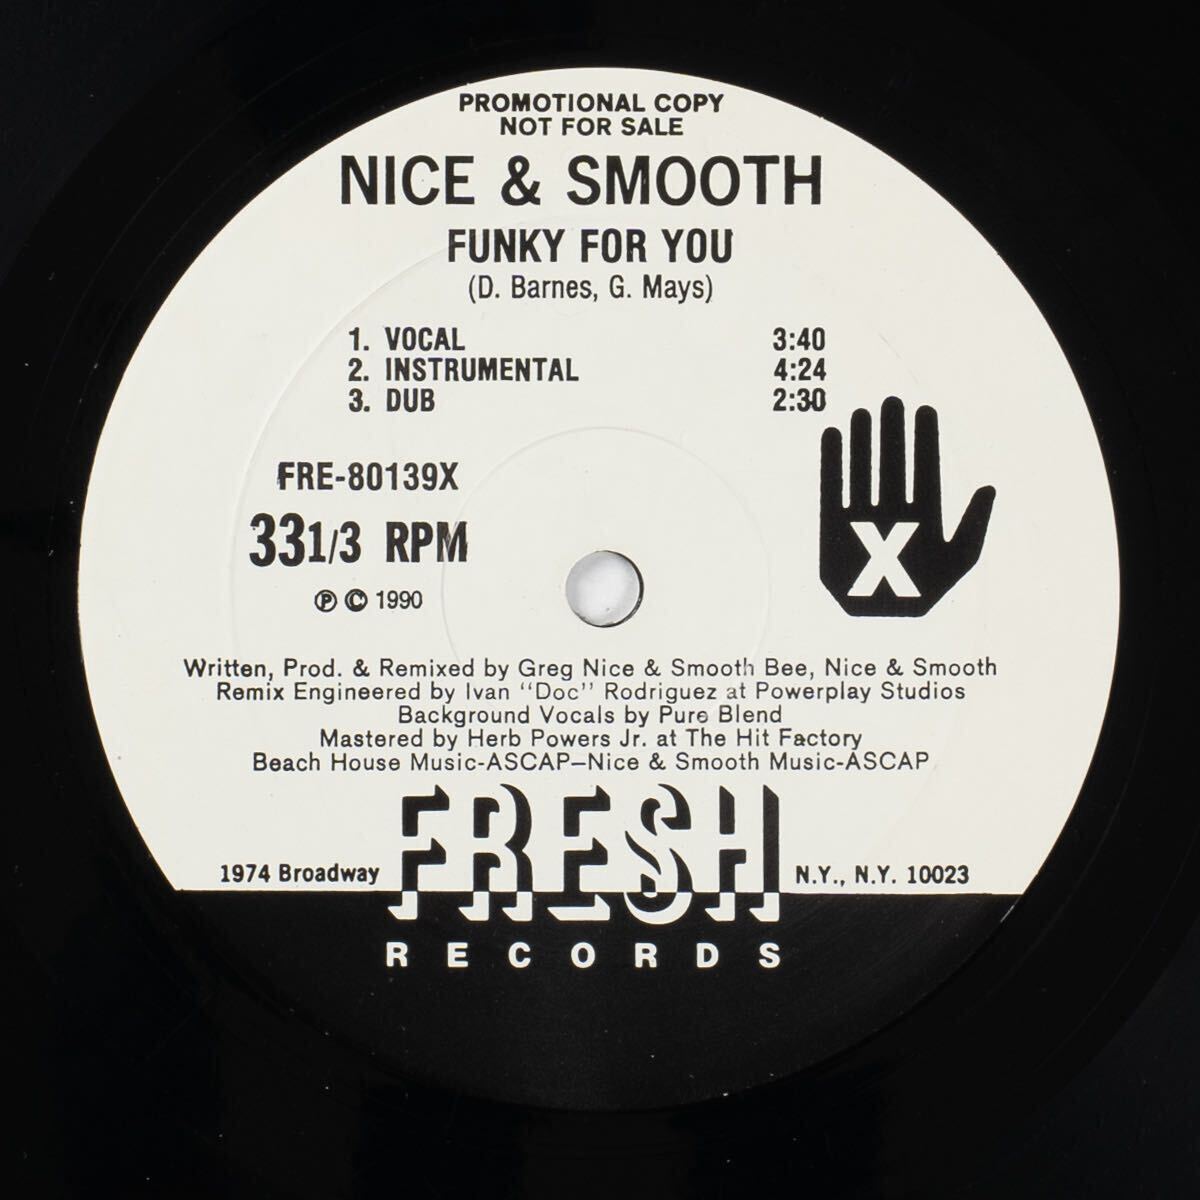 PROMOTIONAL COPY
NOT FOR SALE
NICE & SMOOTH
FUNKY FOR YOU
(D. Barnes, G. Mays)
1. VOCAL 3:40
2. INSTRUMENTAL 4:24
3. DUB 2:30
FRE-80139X
33 1/3 RPM
℗ © 1990
X
Written, Prod. & Remixed by Greg Nice & Smooth Bee, Nice & Smooth
Remix Engineered by Ivan "Doc" Rodriguez at Powerplay Studios
Background Vocals by Pure Blend
Mastered by Herb Powers Jr. at The Hit Factory
Beach House Music-ASCAP–Nice & Smooth Music-ASCAP
1974 Broadway FRESH N.Y., N.Y. 10023
RECORDS